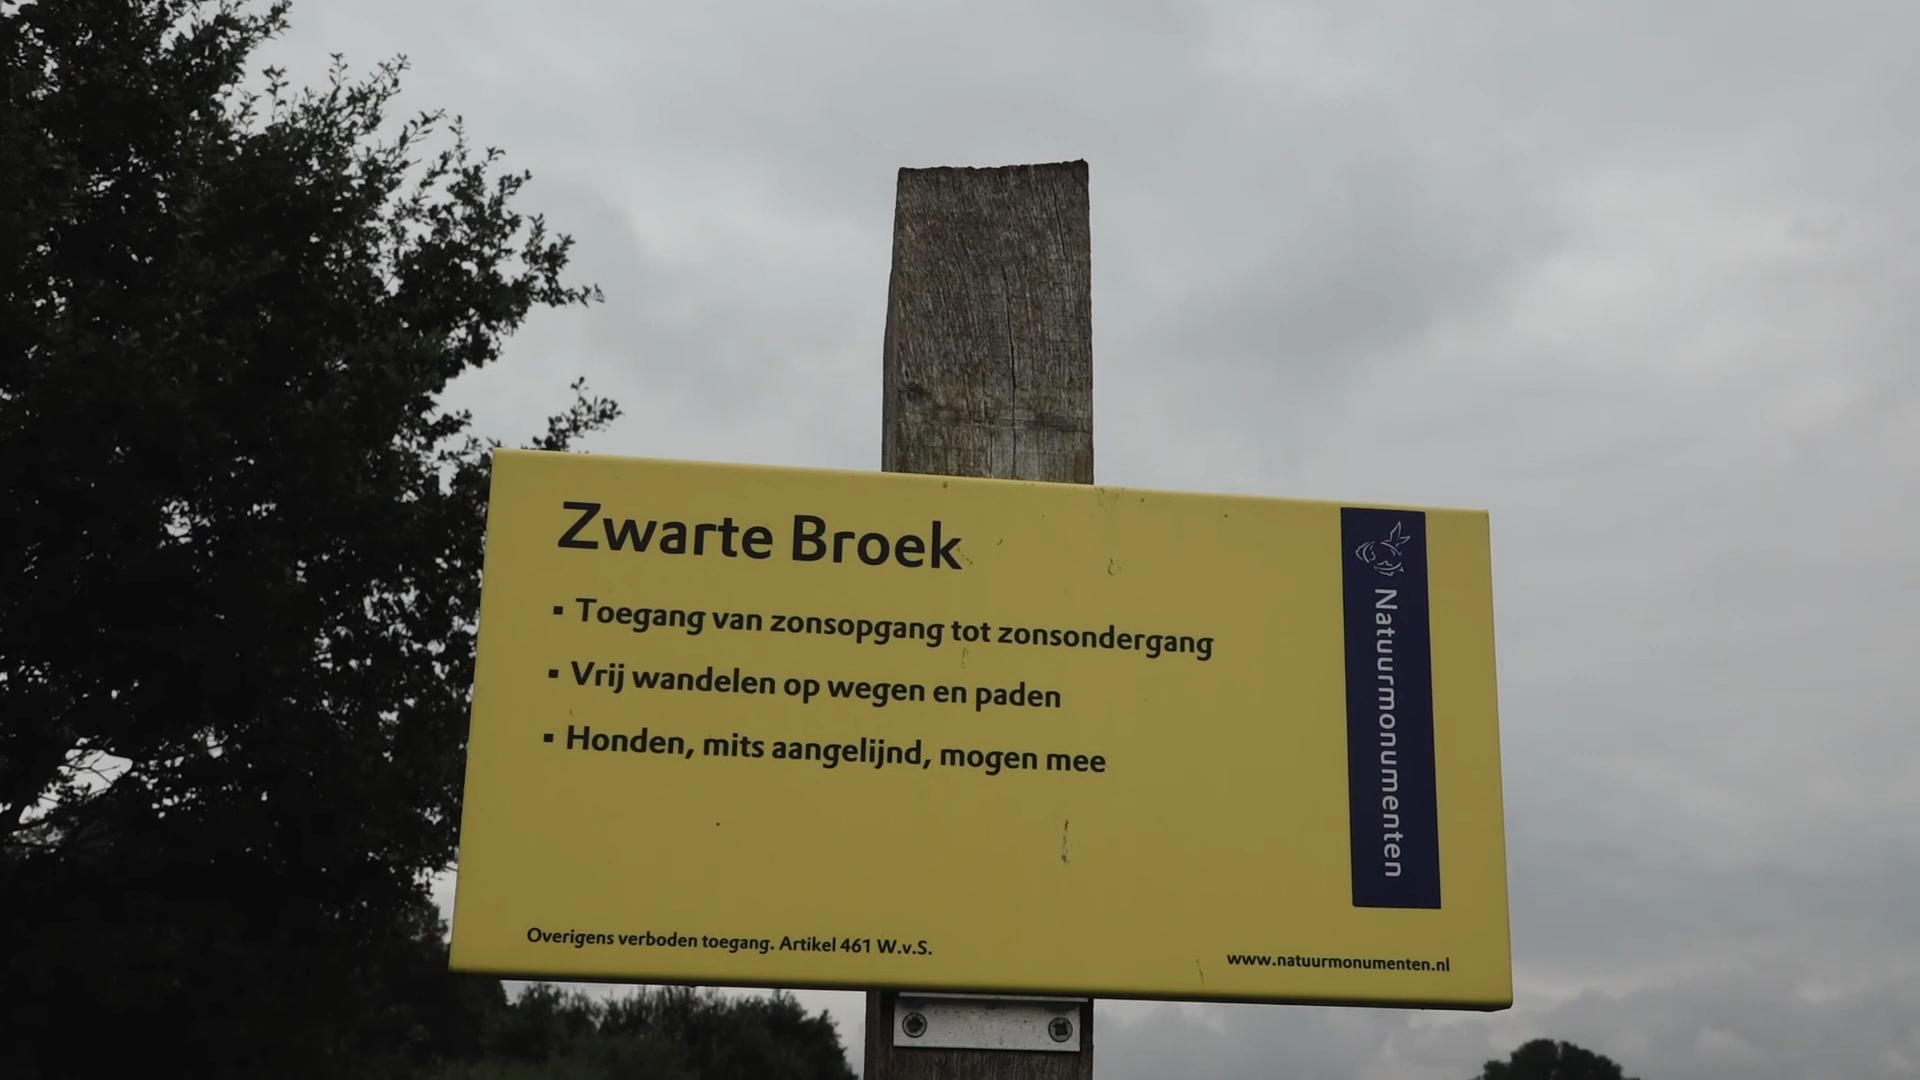 Zwarte Broek
▪ Toegang van zonsopgang tot zonsondergang
▪ Vrij wandelen op wegen en paden
▪ Honden, mits aangelijnd, mogen mee
Natuurmonumenten
Overigens verboden toegang. Artikel 461 W.v.S.
www.natuurmonumenten.nl